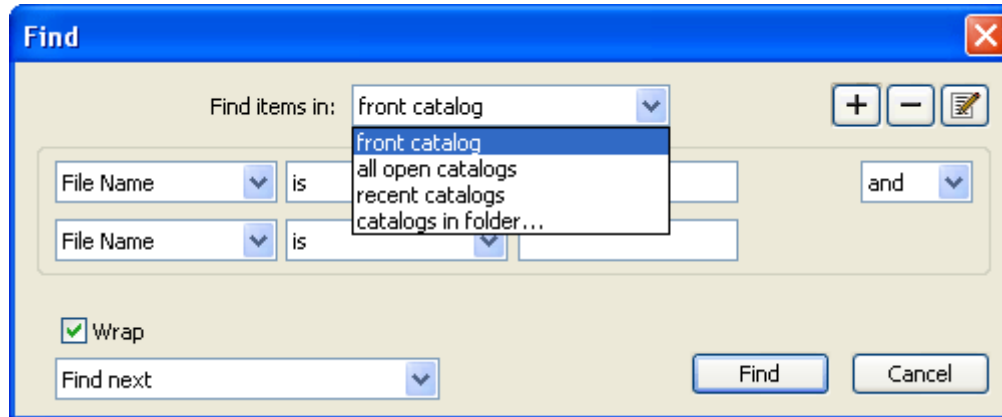 Find
Find items in: front catalog
front catalog
all open catalogs
recent catalogs
catalogs in folder...
File Name is and
File Name is
Wrap
Find next Find Cancel